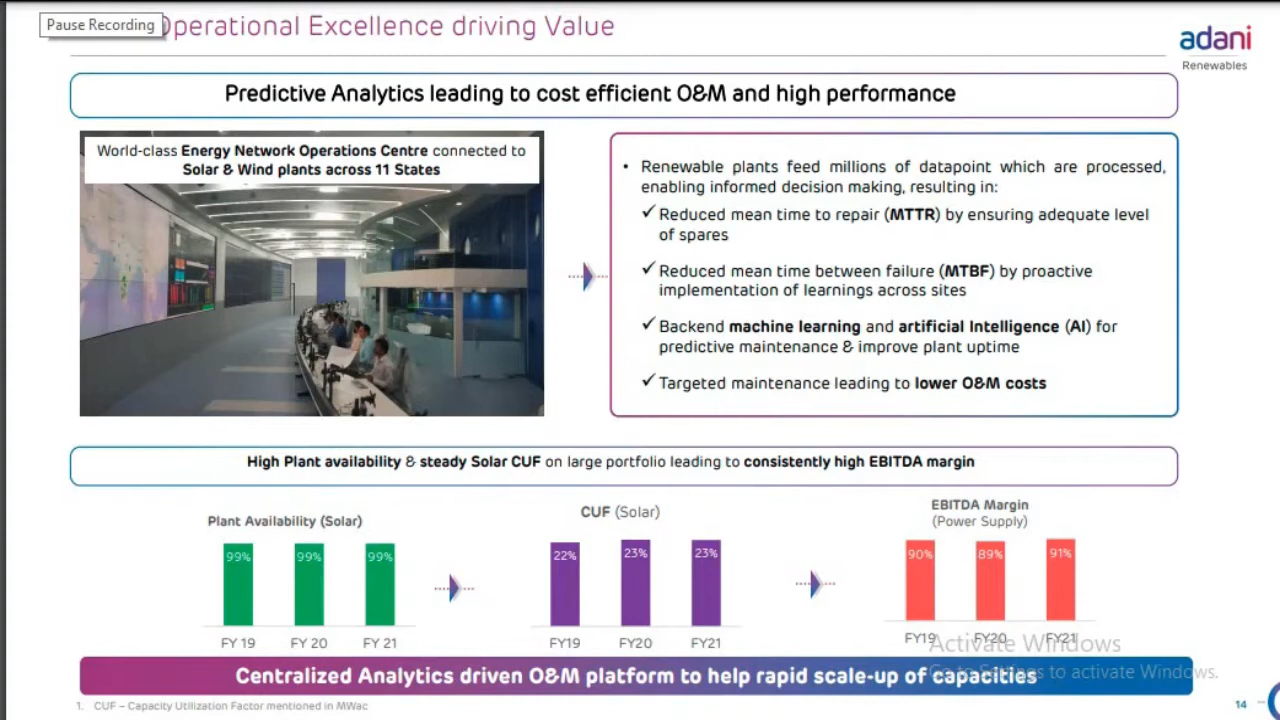 Pause Recording
Operational Excellence driving Value
adani
Renewables
Predictive Analytics leading to cost efficient O&M and high performance
World-class Energy Network Operations Centre connected to
Solar & Wind plants across 11 States
• Renewable plants feed millions of datapoint which are processed,
enabling informed decision making, resulting in:
✓ Reduced mean time to repair (MTTR) by ensuring adequate level
of spares
✓ Reduced mean time between failure (MTBF) by proactive
implementation of learnings across sites
✓ Backend machine learning and artificial Intelligence (AI) for
predictive maintenance & improve plant uptime
✓ Targeted maintenance leading to lower O&M costs
High Plant availability & steady Solar CUF on large portfolio leading to consistently high EBITDA margin
Plant Availability (Solar)
99% 99% 99%
FY 19 FY 20 FY 21
CUF (Solar)
22% 23% 23%
FY19 FY20 FY21
EBITDA Margin
(Power Supply)
90% 89% 91%
FY19 FY20 FY21
Activate Windows
Go to Settings to activate Windows.
Centralized Analytics driven O&M platform to help rapid scale-up of capacities
1. CUF – Capacity Utilization Factor mentioned in MWac
14